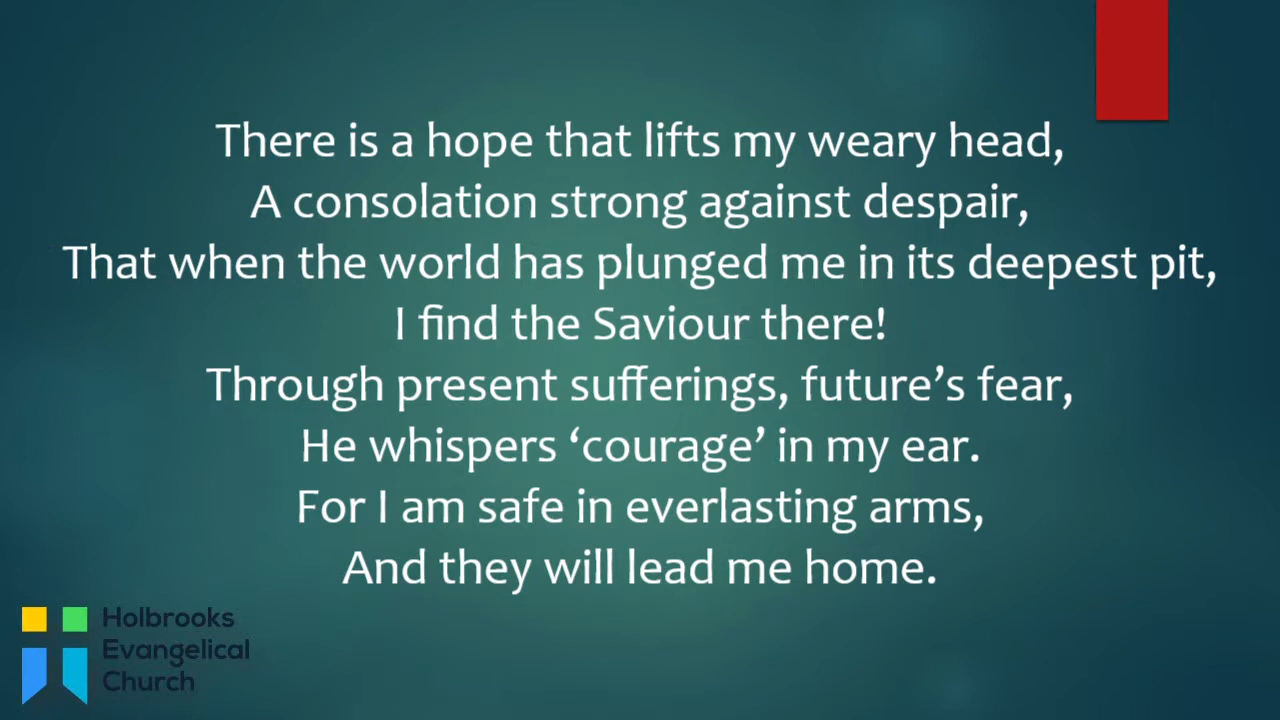 There is a hope that lifts my weary head,
A consolation strong against despair,
That when the world has plunged me in its deepest pit,
I find the Saviour there!
Through present sufferings, future’s fear,
He whispers ‘courage’ in my ear.
For I am safe in everlasting arms,
And they will lead me home.
Holbrooks
Evangelical
Church